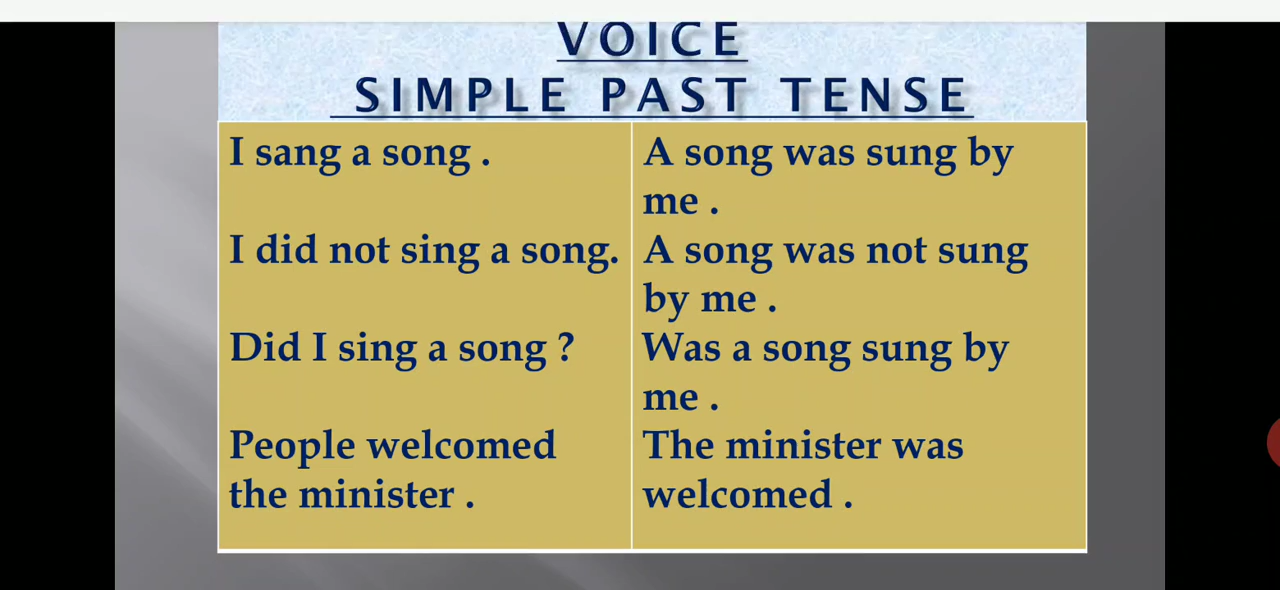 VOICE
SIMPLE PAST TENSE
I sang a song .
A song was sung by
me .
I did not sing a song.
A song was not sung
by me .
Did I sing a song ?
Was a song sung by
me .
People welcomed
the minister .
The minister was
welcomed .